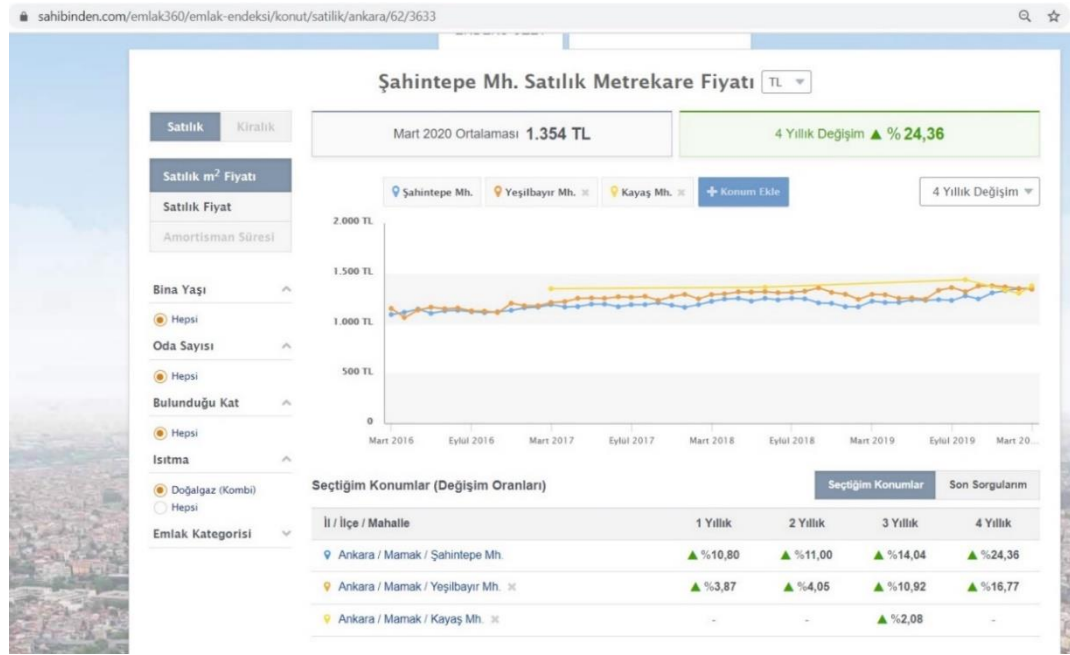 sahibinden.com/emlak360/emlak-endeksi/konut/satilik/ankara/62/3633
Şahintepe Mh. Satılık Metrekare Fiyatı TL
Satılık Kiralık
Mart 2020 Ortalaması 1.354 TL
4 Yıllık Değişim ▲ % 24,36
Satılık m² Fiyatı
Satılık Fiyat
Amortisman Süresi
Şahintepe Mh. Yeşilbayır Mh. Kayaş Mh. + Konum Ekle
4 Yıllık Değişim
2.000 TL
1.500 TL
1.000 TL
500 TL
0
Mart 2016 Eylül 2016 Mart 2017 Eylül 2017 Mart 2018 Eylül 2018 Mart 2019 Eylül 2019 Mart 20...
Bina Yaşı
Hepsi
Oda Sayısı
Hepsi
Bulunduğu Kat
Hepsi
Isıtma
Doğalgaz (Kombi)
Hepsi
Emlak Kategorisi
Seçtiğim Konumlar (Değişim Oranları)
Seçtiğim Konumlar Son Sorgularım
İl / İlçe / Mahalle 1 Yıllık 2 Yıllık 3 Yıllık 4 Yıllık
Ankara / Mamak / Şahintepe Mh. ▲ %10,80 ▲ %11,00 ▲ %14,04 ▲ %24,36
Ankara / Mamak / Yeşilbayır Mh. ▲ %3,87 ▲ %4,05 ▲ %10,92 ▲ %16,77
Ankara / Mamak / Kayaş Mh. - - ▲ %2,08 -